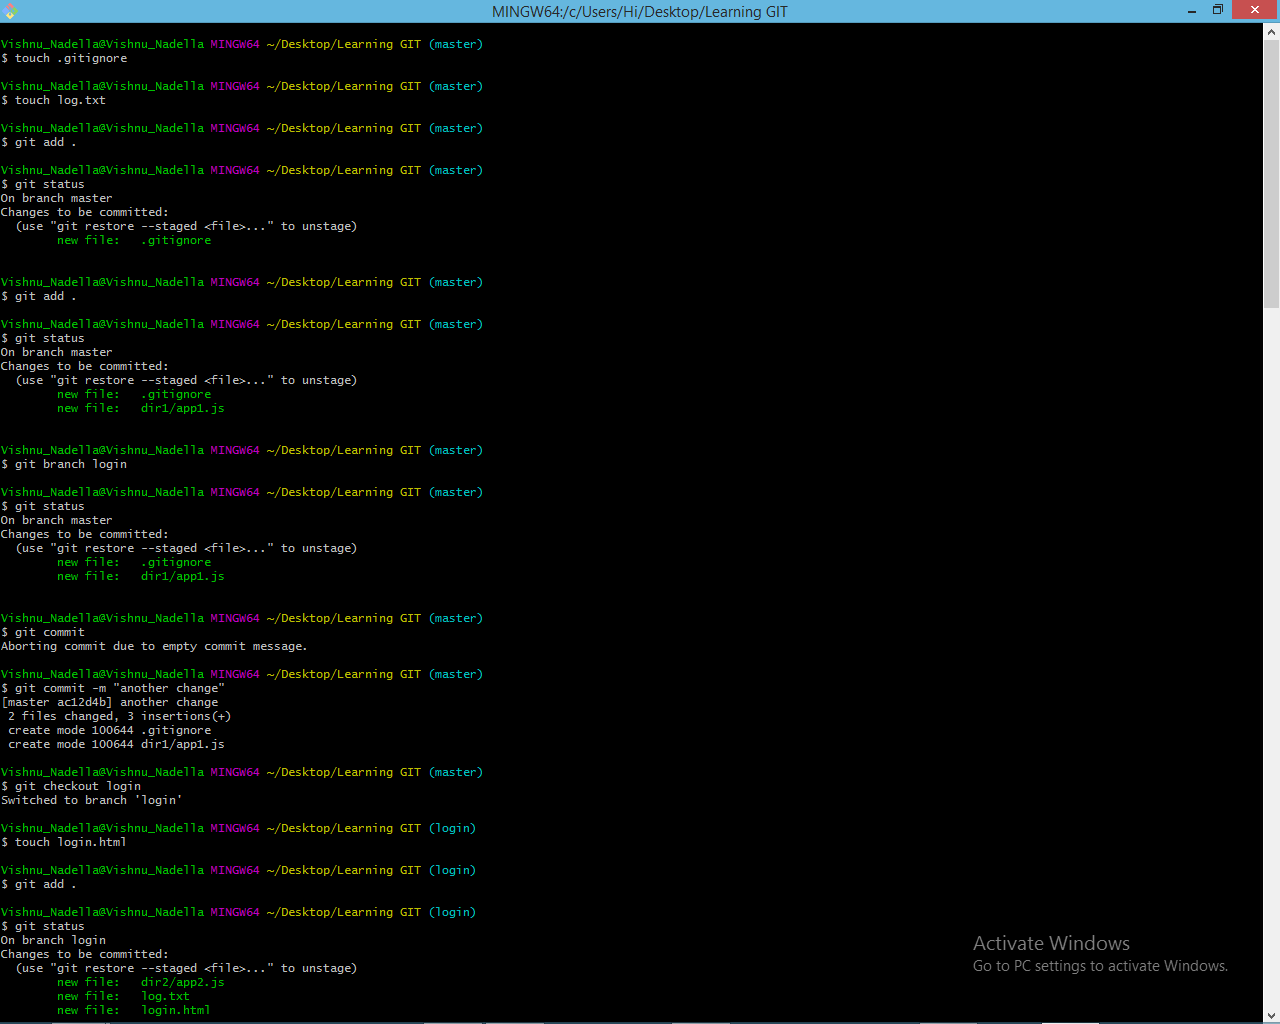 MINGW64:/c/Users/Hi/Desktop/Learning GIT
Vishnu_Nadella@Vishnu_Nadella MINGW64 ~/Desktop/Learning GIT (master)
$ touch .gitignore
Vishnu_Nadella@Vishnu_Nadella MINGW64 ~/Desktop/Learning GIT (master)
$ touch log.txt
Vishnu_Nadella@Vishnu_Nadella MINGW64 ~/Desktop/Learning GIT (master)
$ git add .
Vishnu_Nadella@Vishnu_Nadella MINGW64 ~/Desktop/Learning GIT (master)
$ git status
On branch master
Changes to be committed:
  (use "git restore --staged <file>..." to unstage)
        new file:   .gitignore
Vishnu_Nadella@Vishnu_Nadella MINGW64 ~/Desktop/Learning GIT (master)
$ git add .
Vishnu_Nadella@Vishnu_Nadella MINGW64 ~/Desktop/Learning GIT (master)
$ git status
On branch master
Changes to be committed:
  (use "git restore --staged <file>..." to unstage)
        new file:   .gitignore
        new file:   dir1/app1.js
Vishnu_Nadella@Vishnu_Nadella MINGW64 ~/Desktop/Learning GIT (master)
$ git branch login
Vishnu_Nadella@Vishnu_Nadella MINGW64 ~/Desktop/Learning GIT (master)
$ git status
On branch master
Changes to be committed:
  (use "git restore --staged <file>..." to unstage)
        new file:   .gitignore
        new file:   dir1/app1.js
Vishnu_Nadella@Vishnu_Nadella MINGW64 ~/Desktop/Learning GIT (master)
$ git commit
Aborting commit due to empty commit message.
Vishnu_Nadella@Vishnu_Nadella MINGW64 ~/Desktop/Learning GIT (master)
$ git commit -m "another change"
[master ac12d4b] another change
 2 files changed, 3 insertions(+)
 create mode 100644 .gitignore
 create mode 100644 dir1/app1.js
Vishnu_Nadella@Vishnu_Nadella MINGW64 ~/Desktop/Learning GIT (master)
$ git checkout login
Switched to branch 'login'
Vishnu_Nadella@Vishnu_Nadella MINGW64 ~/Desktop/Learning GIT (login)
$ touch login.html
Vishnu_Nadella@Vishnu_Nadella MINGW64 ~/Desktop/Learning GIT (login)
$ git add .
Vishnu_Nadella@Vishnu_Nadella MINGW64 ~/Desktop/Learning GIT (login)
$ git status
On branch login
Changes to be committed:
  (use "git restore --staged <file>..." to unstage)
        new file:   dir2/app2.js
        new file:   log.txt
        new file:   login.html
Activate Windows
Go to PC settings to activate Windows.